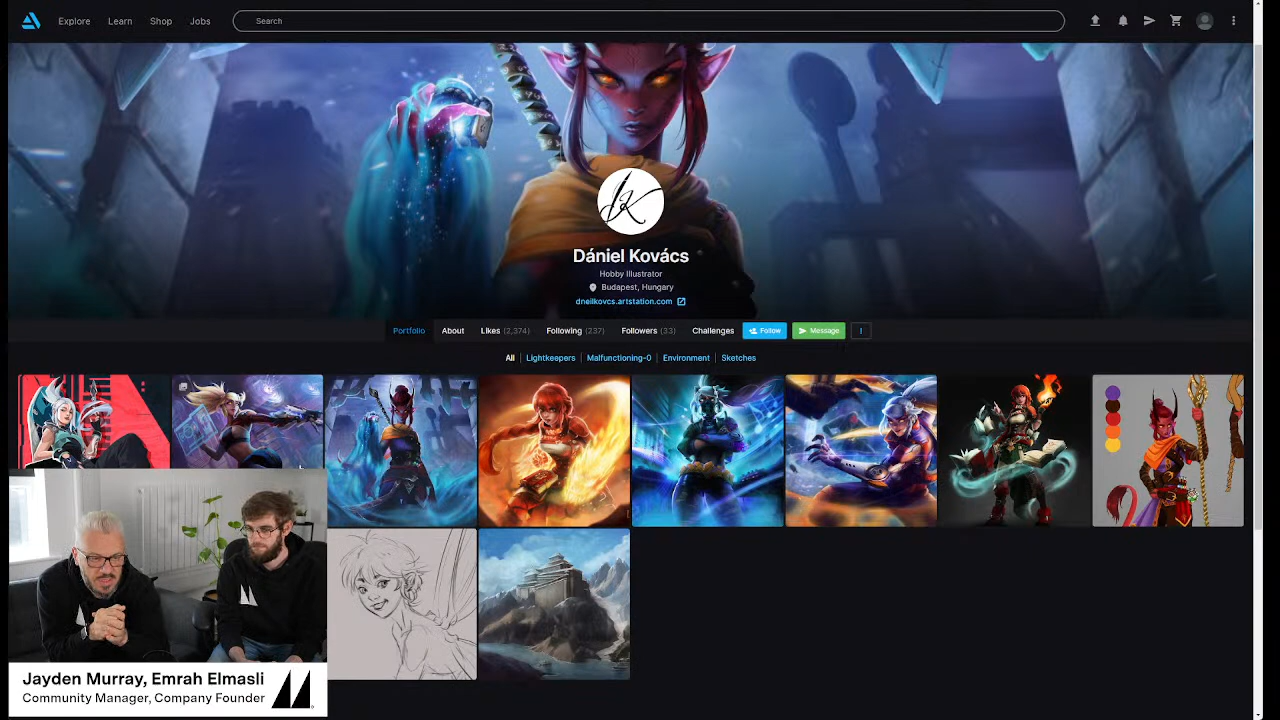 Explore Learn Shop Jobs Search
Dániel Kovács
Hobby Illustrator
Budapest, Hungary
dneilkovcs.artstation.com
Portfolio About Likes (2,374) Following (237) Followers (33) Challenges Follow Message
All Lightkeepers Malfunctioning-0 Environment Sketches
Jayden Murray, Emrah Elmasli
Community Manager, Company Founder